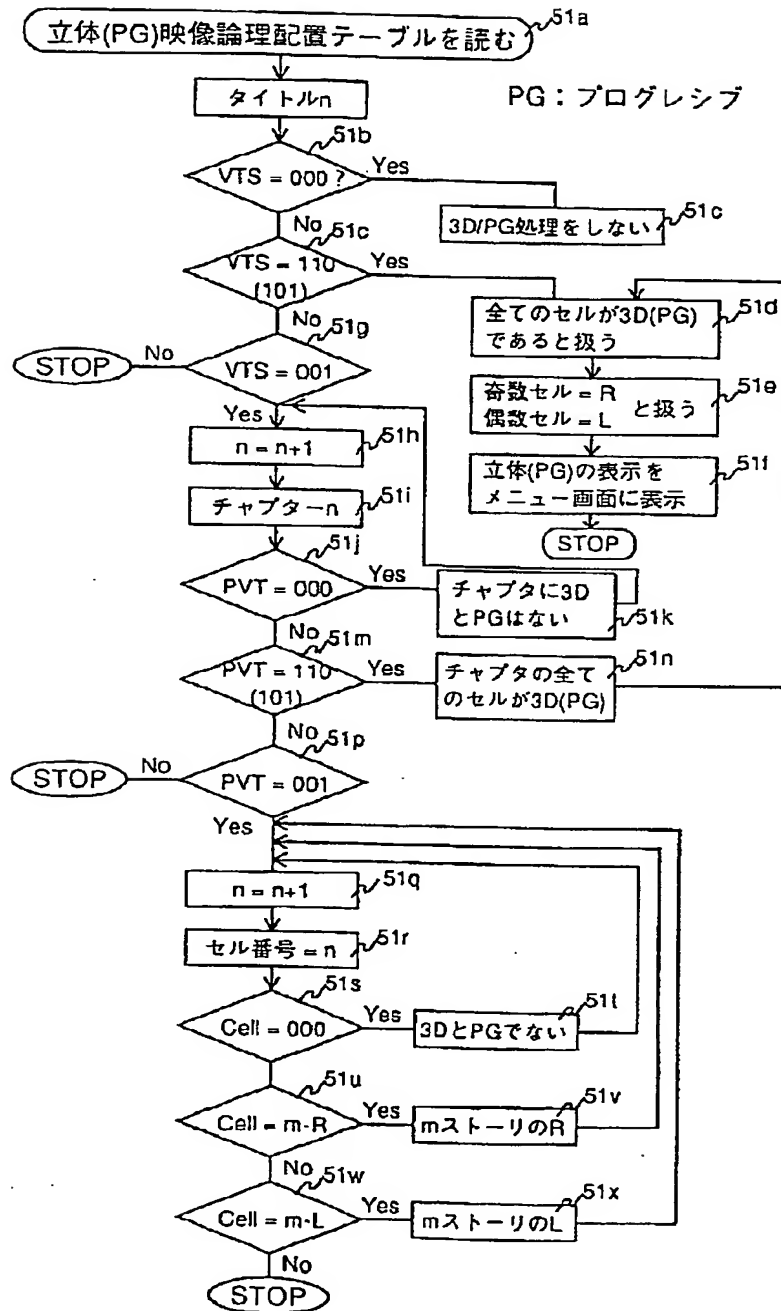 立体(PG)映像論理配置テーブルを読む
51a
タイトルn
PG：プログレシブ
51b
VTS = 000 ?
Yes
No
3D/PG処理をしない
51c
51c
VTS = 110
(101)
Yes
No
全てのセルが3D(PG)
であると扱う
51d
51g
VTS = 001
No
STOP
Yes
奇数セル = R
偶数セル = L
と扱う
51e
n = n+1
51h
立体(PG)の表示を
メニュー画面に表示
51f
STOP
チャプターn
51i
51j
PVT = 000
Yes
No
チャプタに3D
とPGはない
51k
51m
PVT = 110
(101)
Yes
No
チャプタの全て
のセルが3D(PG)
51n
51p
PVT = 001
No
STOP
Yes
n = n+1
51q
セル番号 = n
51r
51s
Cell = 000
Yes
3DとPGでない
51t
51u
Cell = m-R
Yes
mストーリのR
51v
No
51w
Cell = m-L
Yes
mストーリのL
51x
No
STOP